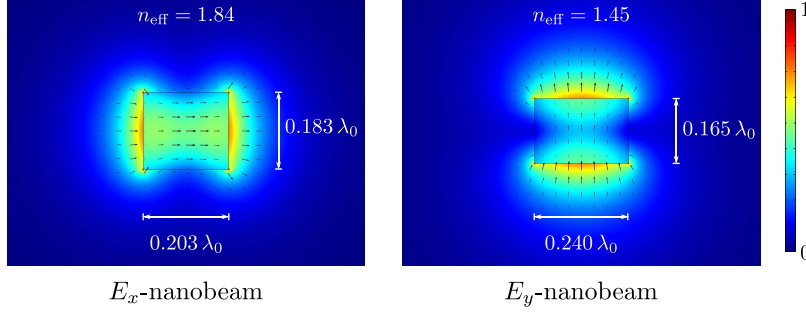 n_eff = 1.84
0.183 λ₀
0.203 λ₀
E_x-nanobeam
n_eff = 1.45
0.165 λ₀
0.240 λ₀
E_y-nanobeam
1
0